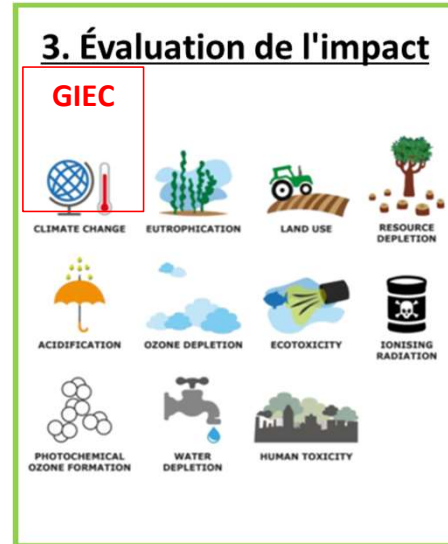 3. Évaluation de l'impact
GIEC
CLIMATE CHANGE
EUTROPHICATION
LAND USE
RESOURCE
DEPLETION
ACIDIFICATION
OZONE DEPLETION
ECOTOXICITY
IONISING
RADIATION
PHOTOCHEMICAL
OZONE FORMATION
WATER
DEPLETION
HUMAN TOXICITY